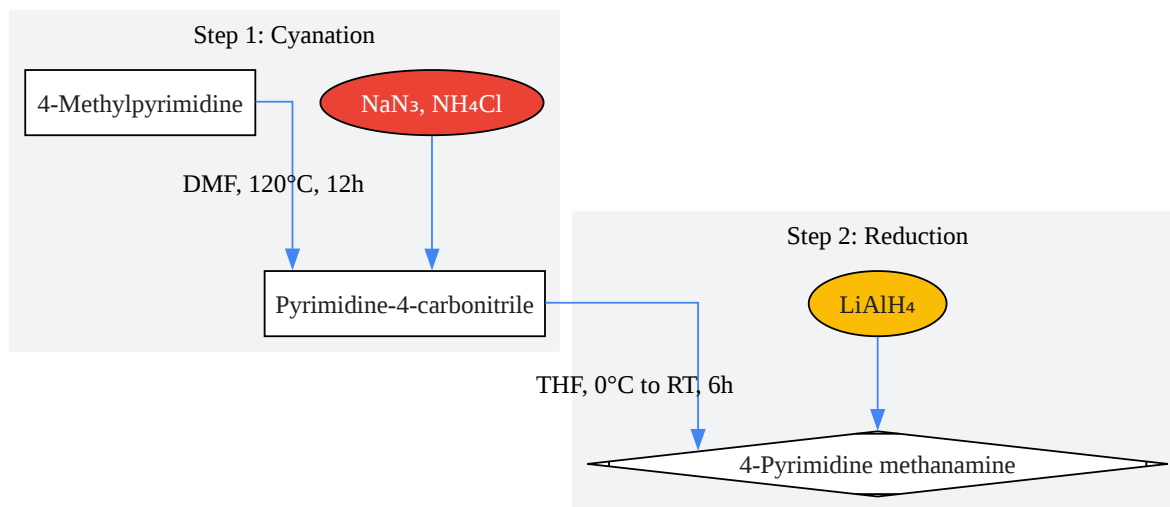 Step 1: Cyanation
4-Methylpyrimidine
NaN₃, NH₄Cl
DMF, 120°C, 12h
Pyrimidine-4-carbonitrile
Step 2: Reduction
LiAlH₄
THF, 0°C to RT, 6h
4-Pyrimidine methanamine